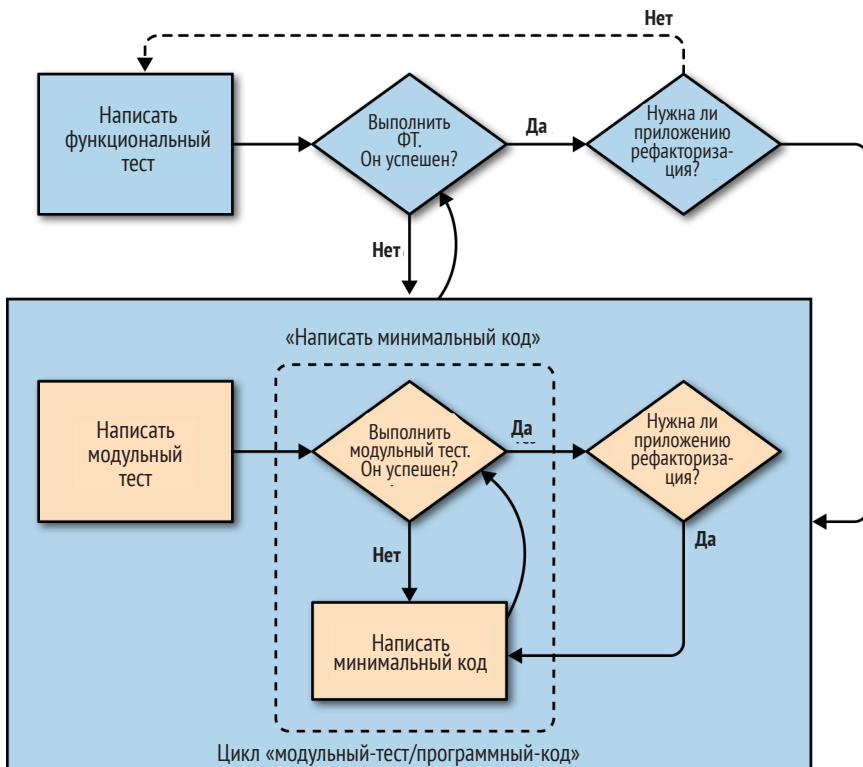 Нет
Написать
функциональный
тест
Выполнить
ФТ.
Он успешен?
Да
Нужна ли
приложению
рефакториза-
ция?
Нет
«Написать минимальный код»
Написать
модульный
тест
Выполнить
модульный тест.
Он успешен?
Да
Нужна ли
приложению
рефакториза-
ция?
Нет
Да
Написать
минимальный код
Цикл «модульный-тест/программный-код»